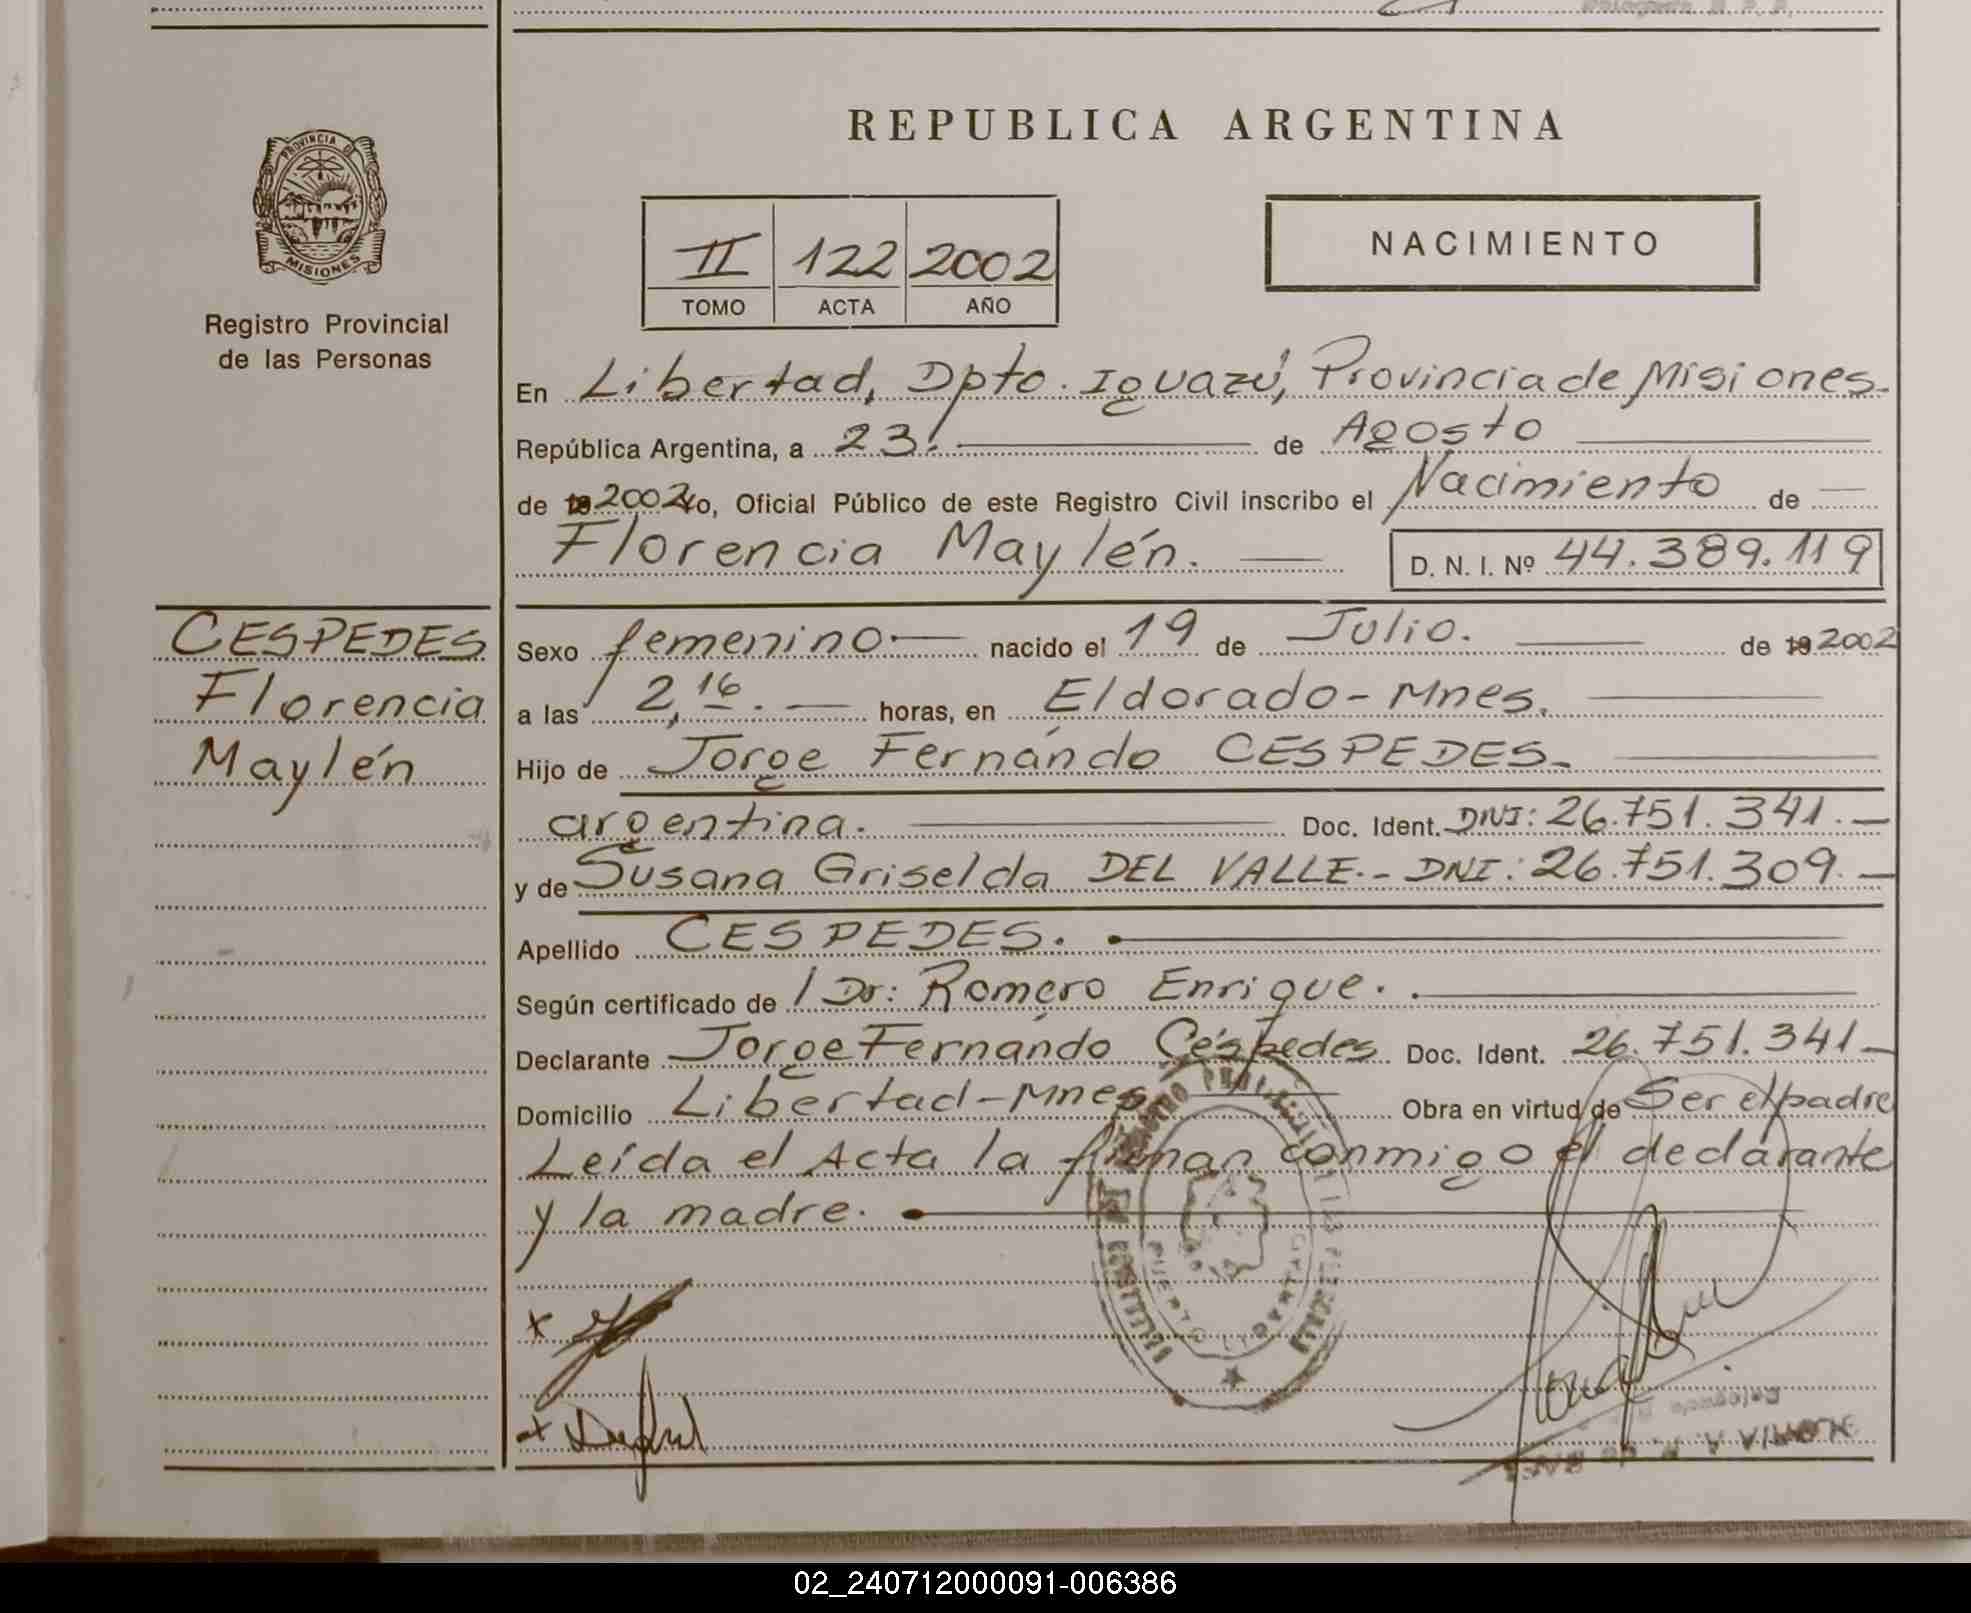 REPUBLICA ARGENTINA
PROVINCIA DE
MISIONES
Registro Provincial
de las Personas
II 122 2002
TOMO ACTA AÑO
NACIMIENTO
En Libertad, Dpto. Iguazú, Provincia de Misiones.
República Argentina, a 23. de Agosto
de 19 2002 Yo, Oficial Público de este Registro Civil inscribo el Nacimiento de
Florencia Maylén. D. N. I. Nº 44.389.119
CESPEDES
Florencia
Maylén
Sexo femenino nacido el 19 de Julio. de 19 2002
a las 2,16. horas, en Eldorado - Mnes.
Hijo de Jorge Fernándo CESPEDES.
argentina. Doc. Ident. DNI: 26.751.341.
y de Susana Griselda DEL VALLE.- DNI: 26.751.309.
Apellido CESPEDES.
Según certificado de / Dr: Romero Enrique.
Declarante Jorge Fernándo Céspedes Doc. Ident. 26.751.341
Domicilio Libertad - Mnes Obra en virtud de Ser el padre
Leída el Acta la firman conmigo el declarante
y la madre.
02_240712000091-006386